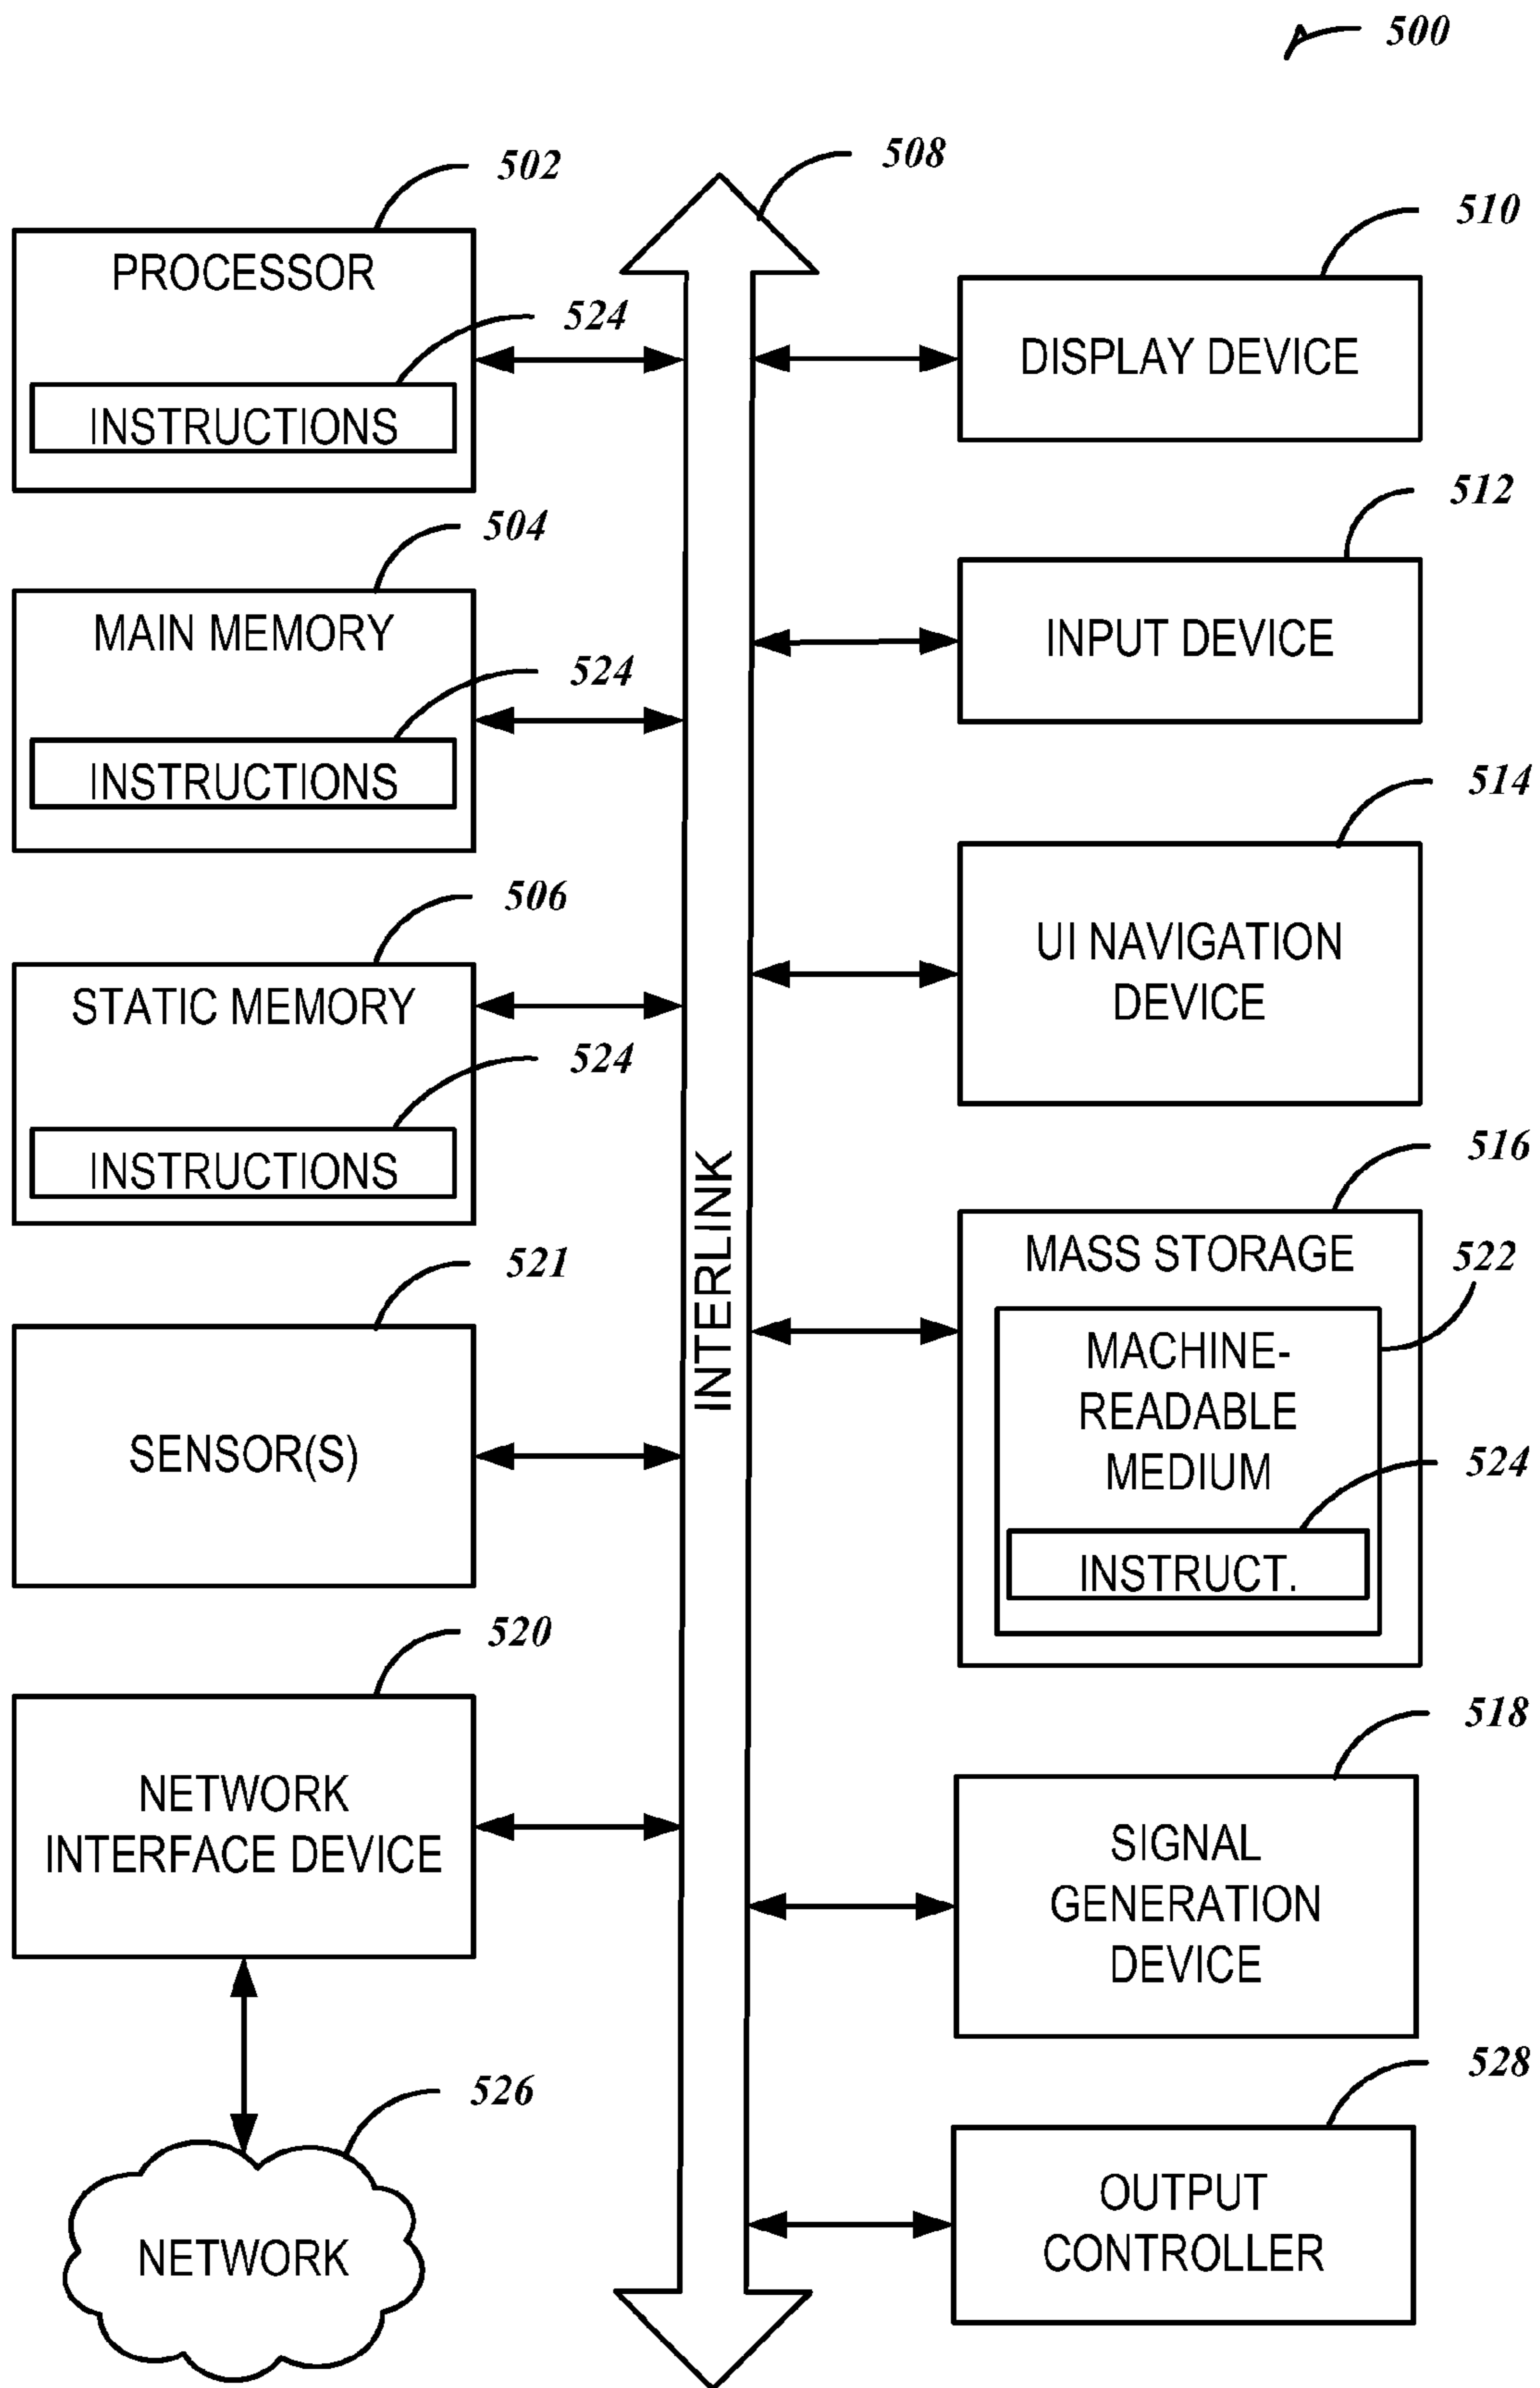 500
502
PROCESSOR
524
INSTRUCTIONS
504
MAIN MEMORY
524
INSTRUCTIONS
506
STATIC MEMORY
524
INSTRUCTIONS
521
SENSOR(S)
520
NETWORK
INTERFACE DEVICE
526
NETWORK
508
INTERLINK
510
DISPLAY DEVICE
512
INPUT DEVICE
514
UI NAVIGATION
DEVICE
516
MASS STORAGE
522
MACHINE-
READABLE
MEDIUM
524
INSTRUCT.
518
SIGNAL
GENERATION
DEVICE
528
OUTPUT
CONTROLLER